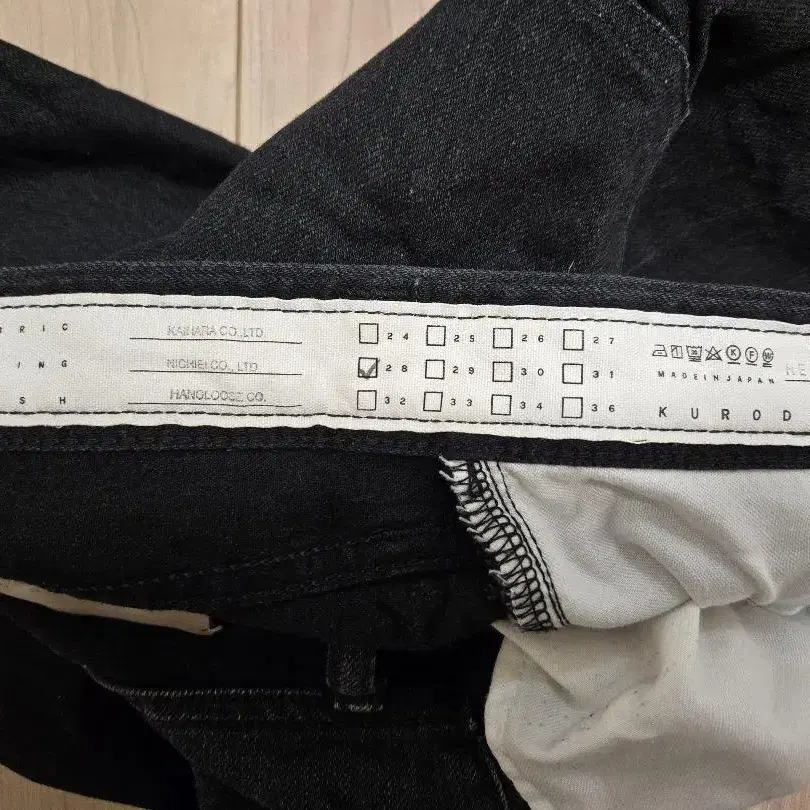 RIC KAIHARA CO.,LTD. 24 25 26 27
ING NICHIEI CO., LTD. 28 29 30 31 MADE IN JAPAN
SH HANGLOOSE CO. 32 33 34 36 KUROD